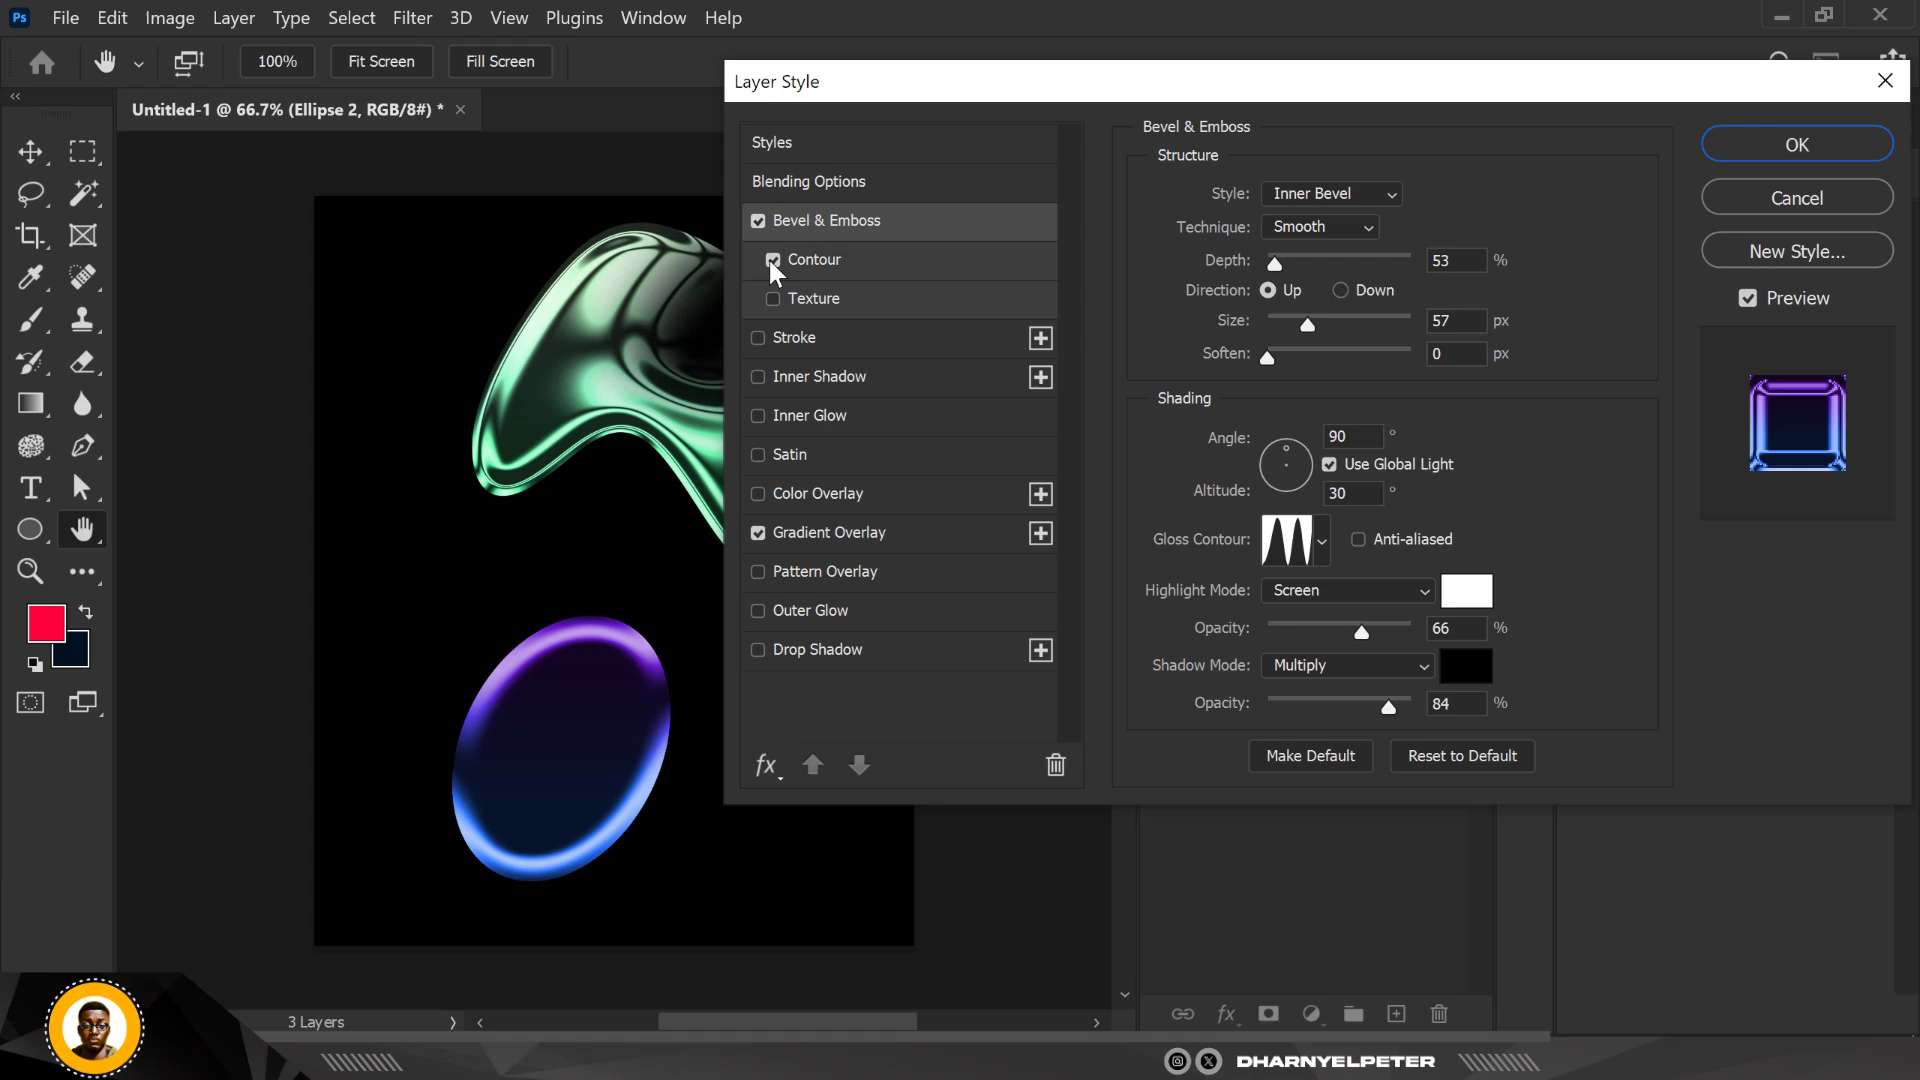 Ps File Edit Image Layer Type Select Filter 3D View Plugins Window Help
100% Fit Screen Fill Screen
Untitled-1 @ 66.7% (Ellipse 2, RGB/8#) *
Layer Style
Styles
Blending Options
Bevel & Emboss
Contour
Texture
Stroke
Inner Shadow
Inner Glow
Satin
Color Overlay
Gradient Overlay
Pattern Overlay
Outer Glow
Drop Shadow
fx
Bevel & Emboss
Structure
Style: Inner Bevel
Technique: Smooth
Depth: 53 %
Direction: Up Down
Size: 57 px
Soften: 0 px
Shading
Angle: 90 °
Use Global Light
Altitude: 30 °
Gloss Contour: Anti-aliased
Highlight Mode: Screen
Opacity: 66 %
Shadow Mode: Multiply
Opacity: 84 %
Make Default Reset to Default
OK
Cancel
New Style...
Preview
3 Layers
fx
DHARNYELPETER